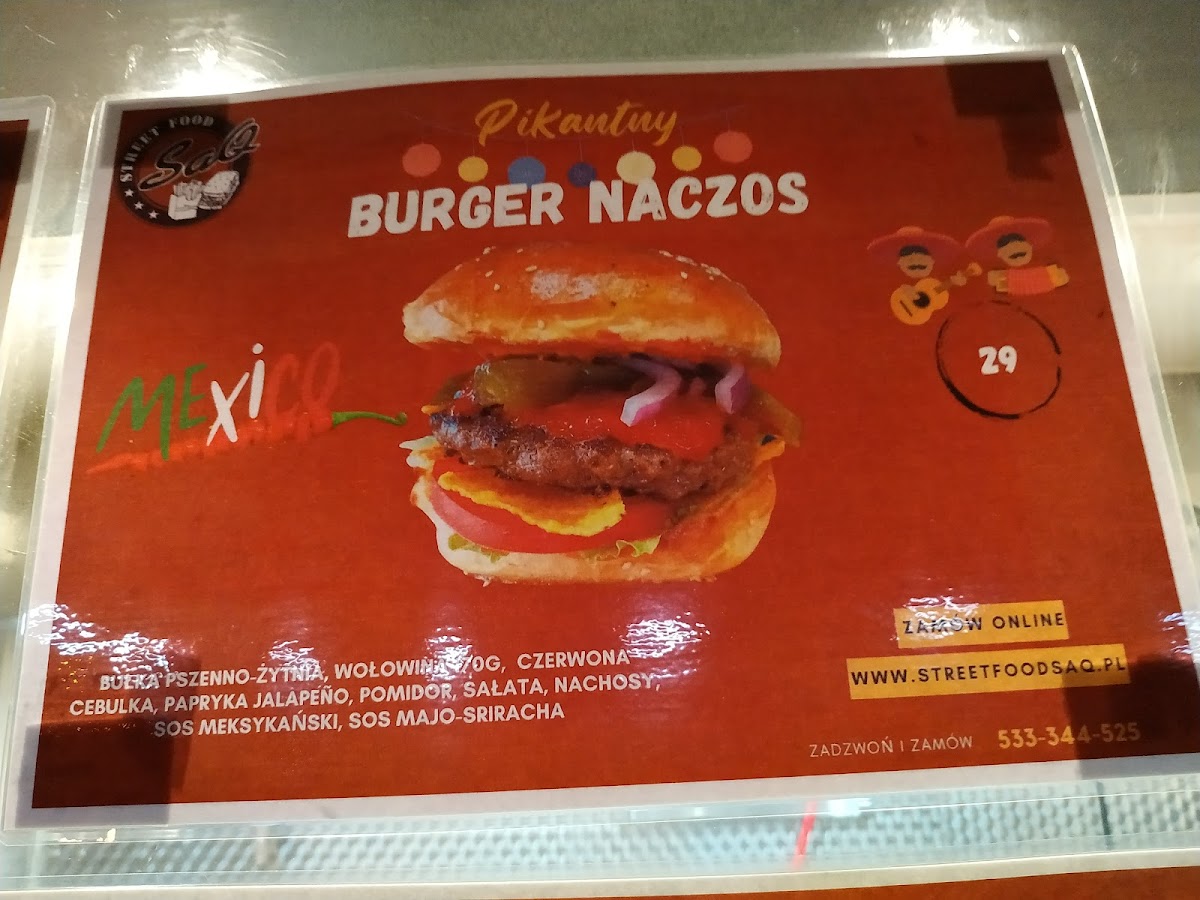 STREET FOOD
SaQ
Pikantny
BURGER NACZOS
MEXICO
29
BUŁKA PSZENNO-ŻYTNIA, WOŁOWINA CZERWONA
CEBULKA, PAPRYKA JALAPEÑO, POMIDOR, SAŁATA, NACHOSY,
SOS MEKSYKAŃSKI, SOS MAJO-SRIRACHA
ZAMÓW ONLINE
WWW.STREETFOODSAQ.PL
ZADZWOŃ I ZAMÓW 533-344-525